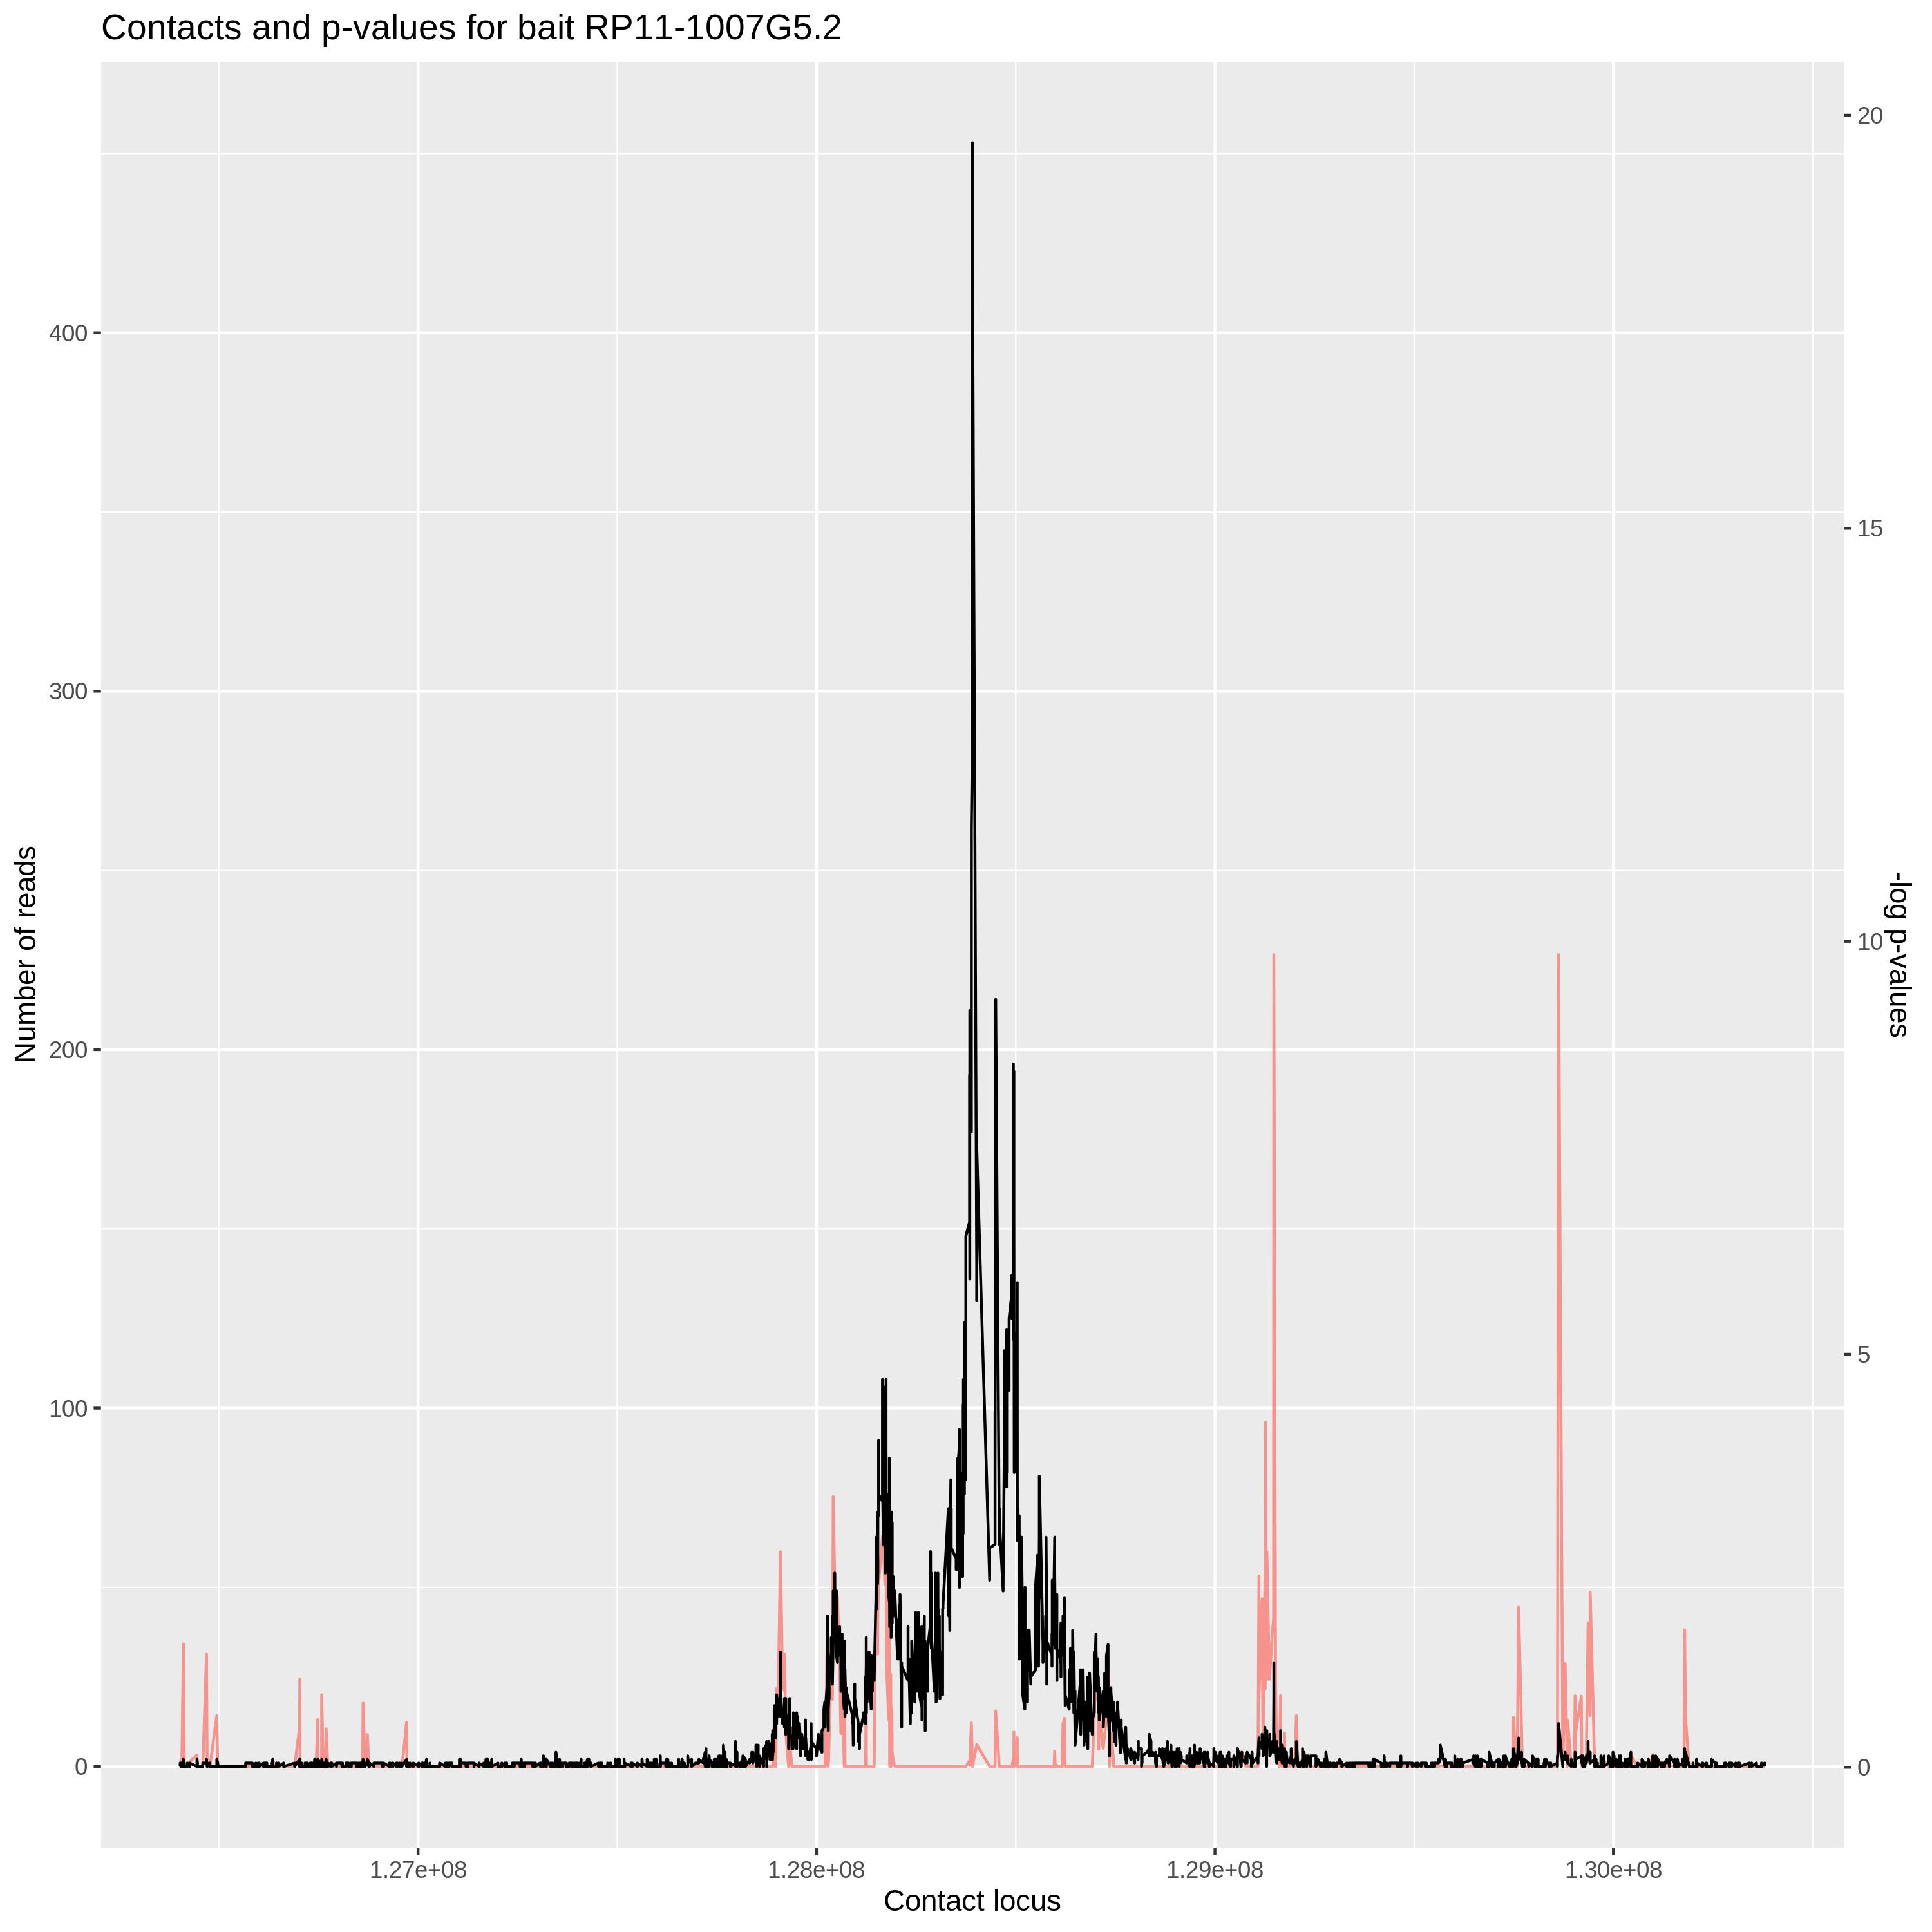 Contacts and p-values for bait RP11-1007G5.2
Number of reads
400
300
200
100
0
20
15
10
5
0
-log p-values
1.27e+08
1.28e+08
1.29e+08
1.30e+08
Contact locus